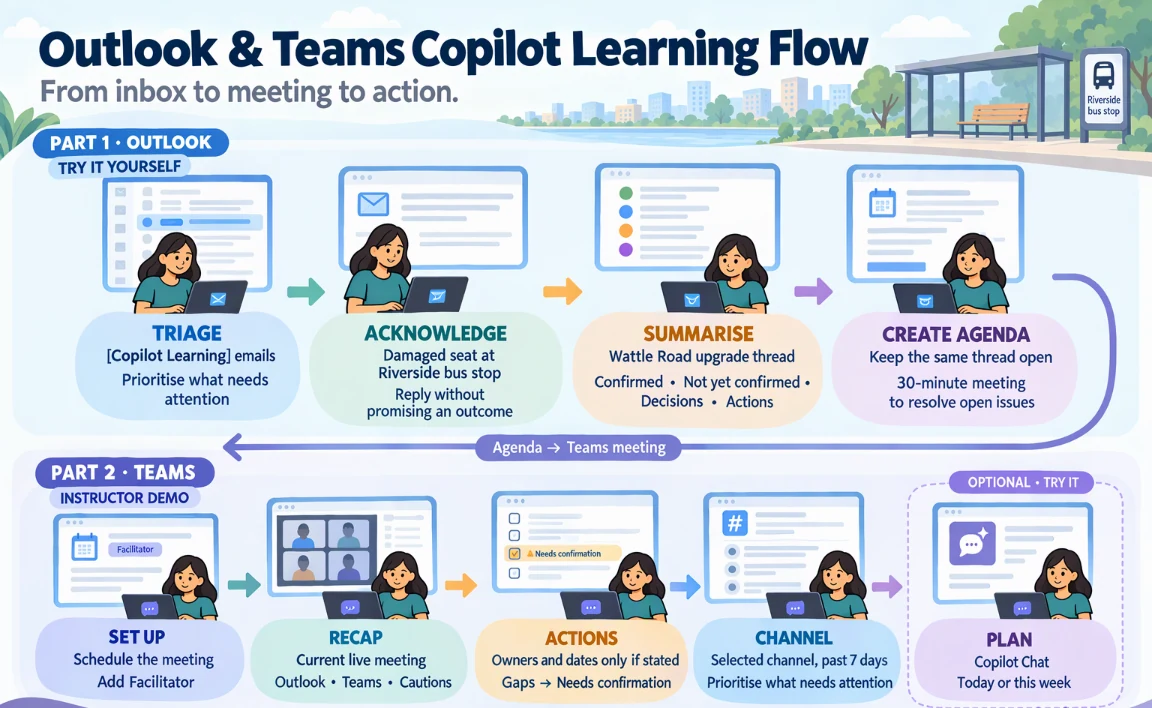 Outlook & Teams Copilot Learning Flow
From inbox to meeting to action.
Riverside
bus stop
PART 1 · OUTLOOK
TRY IT YOURSELF
TRIAGE
[Copilot Learning] emails
Prioritise what needs
attention
ACKNOWLEDGE
Damaged seat at
Riverside bus stop
Reply without
promising an outcome
SUMMARISE
Wattle Road upgrade thread
Confirmed • Not yet confirmed •
Decisions • Actions
CREATE AGENDA
Keep the same thread open
30-minute meeting
to resolve open issues
Agenda → Teams meeting
PART 2 · TEAMS
INSTRUCTOR DEMO
Facilitator
SET UP
Schedule the meeting
Add Facilitator
RECAP
Current live meeting
Outlook • Teams • Cautions
Needs confirmation
ACTIONS
Owners and dates only if stated
Gaps → Needs confirmation
#
CHANNEL
Selected channel, past 7 days
Prioritise what needs attention
OPTIONAL · TRY IT
PLAN
Copilot Chat
Today or this week